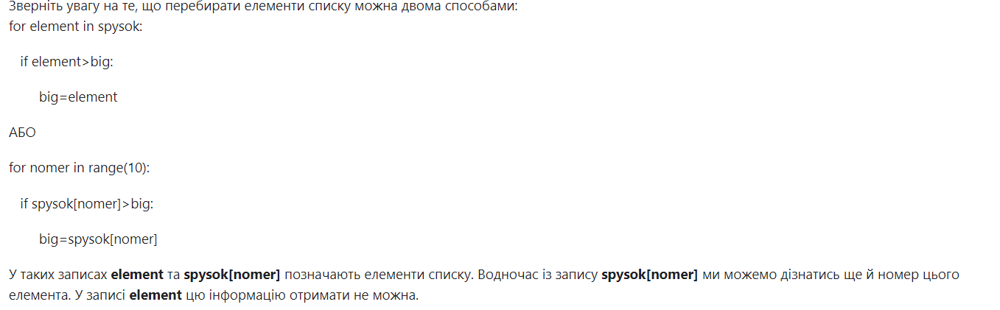 Зверніть увагу на те, що перебирати елементи списку можна двома способами:
for element in spysok:
if element>big:
big=element
АБО
for nomer in range(10):
if spysok[nomer]>big:
big=spysok[nomer]
У таких записах element та spysok[nomer] позначають елементи списку. Водночас із запису spysok[nomer] ми можемо дізнатись ще й номер цього
елемента. У записі element цю інформацію отримати не можна.